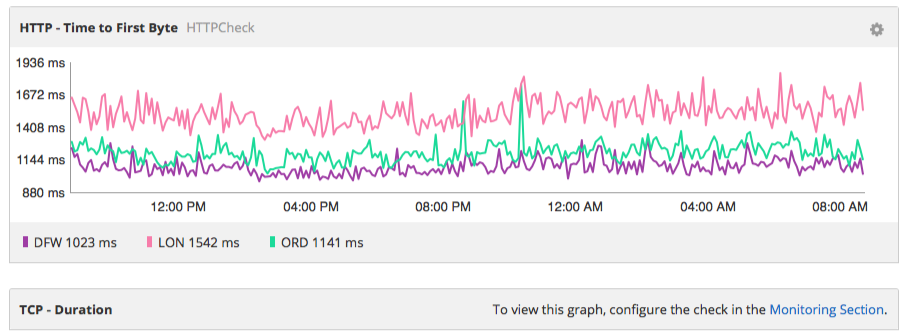 HTTP - Time to First Byte HTTPCheck
1936 ms
1672 ms
1408 ms
1144 ms
880 ms
12:00 PM 04:00 PM 08:00 PM 12:00 AM 04:00 AM 08:00 AM
DFW 1023 ms LON 1542 ms ORD 1141 ms
TCP - Duration To view this graph, configure the check in the Monitoring Section.